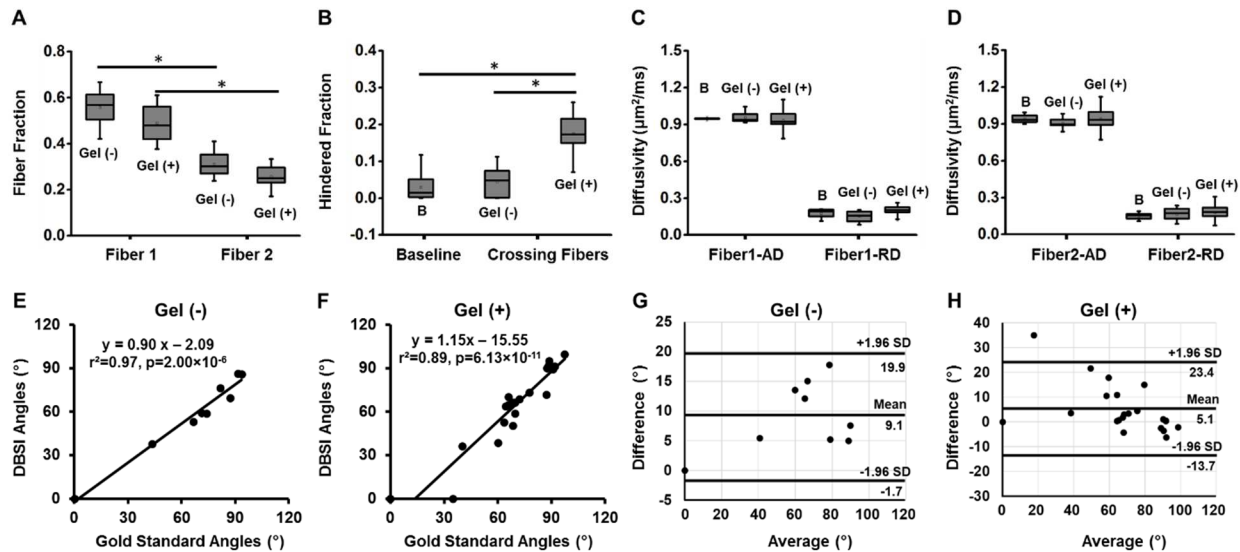 A
Fiber Fraction
0.8
0.6
0.4
0.2
0.0
*
*
Gel (-)
Gel (+)
Gel (-)
Gel (+)
Fiber 1
Fiber 2
B
Hindered Fraction
0.4
0.3
0.2
0.1
0.0
-0.1
*
*
B
Gel (-)
Gel (+)
Baseline
Crossing Fibers
C
Diffusivity (μm²/ms)
1.5
1.2
0.9
0.6
0.3
0.0
B
Gel (-)
Gel (+)
B
Gel (-)
Gel (+)
Fiber1-AD
Fiber1-RD
D
Diffusivity (μm²/ms)
1.5
1.2
0.9
0.6
0.3
0.0
B
Gel (-)
Gel (+)
B
Gel (-)
Gel (+)
Fiber2-AD
Fiber2-RD
E
Gel (-)
DBSI Angles (°)
120
90
60
30
0
y = 0.90 x – 2.09
r²=0.97, p=2.00×10⁻⁶
0
30
60
90
120
Gold Standard Angles (°)
F
Gel (+)
DBSI Angles (°)
120
90
60
30
0
y = 1.15x – 15.55
r²=0.89, p=6.13×10⁻¹¹
0
30
60
90
120
Gold Standard Angles (°)
G
Gel (-)
Difference (°)
25
20
15
10
5
0
-5
+1.96 SD
19.9
Mean
9.1
-1.96 SD
-1.7
0
20
40
60
80
100
120
Average (°)
H
Gel (+)
Difference (°)
40
30
20
10
0
-10
-20
-30
+1.96 SD
23.4
Mean
5.1
-1.96 SD
-13.7
0
20
40
60
80
100
120
Average (°)